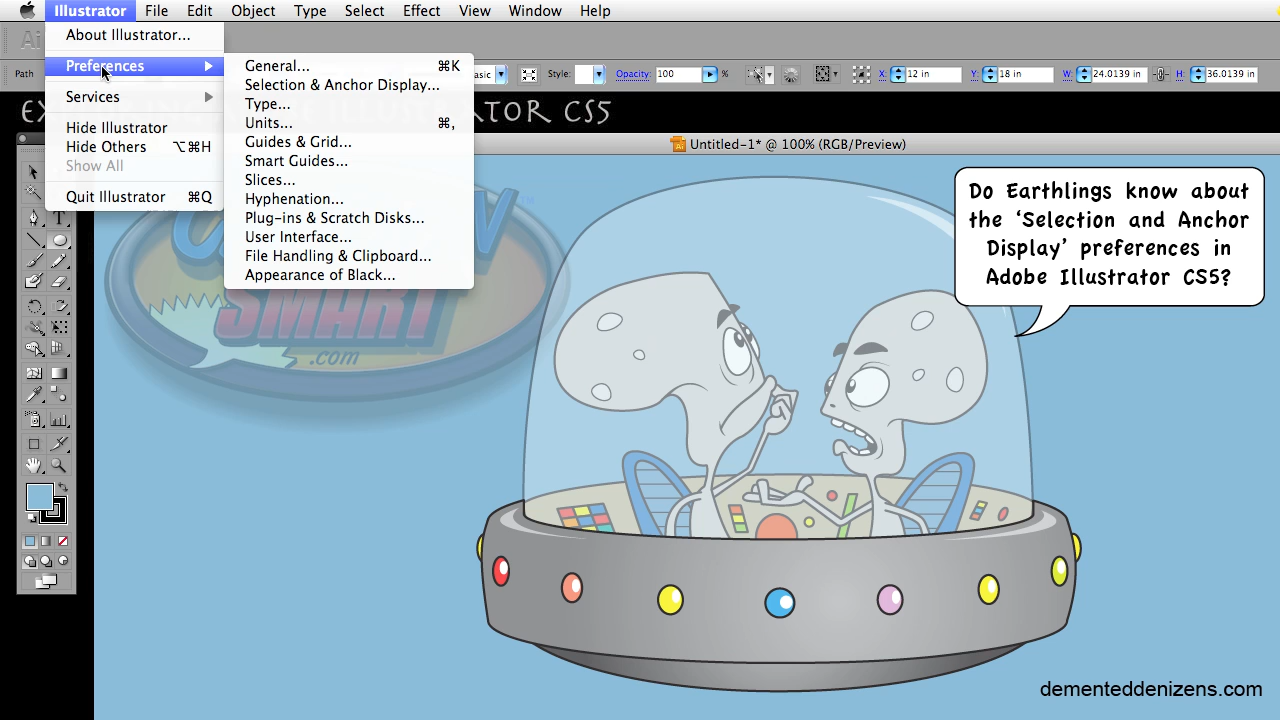 Illustrator File Edit Object Type Select Effect View Window Help
About Illustrator...
Preferences
Services
Hide Illustrator
Hide Others ⌥⌘H
Show All
Quit Illustrator ⌘Q
General... ⌘K
Selection & Anchor Display...
Type...
Units... ⌘,
Guides & Grid...
Smart Guides...
Slices...
Hyphenation...
Plug-ins & Scratch Disks...
User Interface...
File Handling & Clipboard...
Appearance of Black...
Ai
Path
Style:
Opacity: 100 %
X: 12 in Y: 18 in W: 24.0139 in H: 36.0139 in
ILLUSTRATOR CS5
Untitled-1* @ 100% (RGB/Preview)
Do Earthlings know about
the ‘Selection and Anchor
Display’ preferences in
Adobe Illustrator CS5?
SMART
.com
dementeddenizens.com